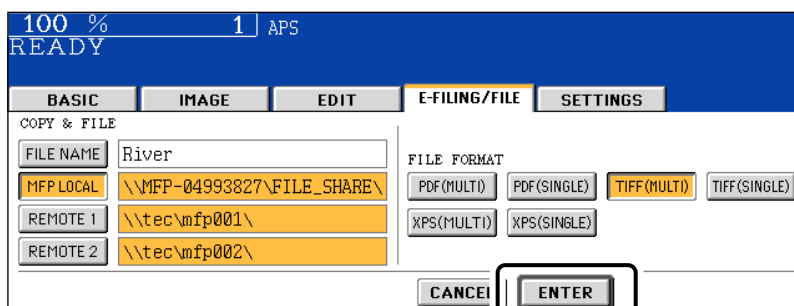 100 % 1 APS
READY
BASIC IMAGE EDIT E-FILING/FILE SETTINGS
COPY & FILE
FILE NAME River
FILE FORMAT
MFP LOCAL \\MFP-04993827\FILE_SHARE\ PDF(MULTI) PDF(SINGLE) TIFF(MULTI) TIFF(SINGLE)
REMOTE 1 \\tec\mfp001\ XPS(MULTI) XPS(SINGLE)
REMOTE 2 \\tec\mfp002\
CANCEL ENTER